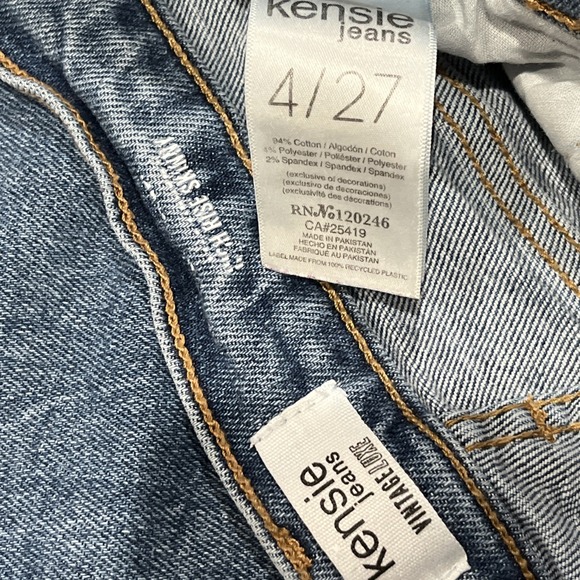 kensie
jeans
4/27
94% Cotton / Algodón / Coton
4% Polyester / Poliéster / Polyester
2% Spandex / Spandex / Spandex
(exclusive of decorations)
(exclusivo de decoraciones)
(exclusivité des décorations)
RN№120246
CA#25419
MADE IN PAKISTAN
HECHO EN PAKISTAN
FABRIQUÉ AU PAKISTAN
LABEL MADE FROM 100% RECYCLED PLASTIC
kensie
jeans
VINTAGE LUXE